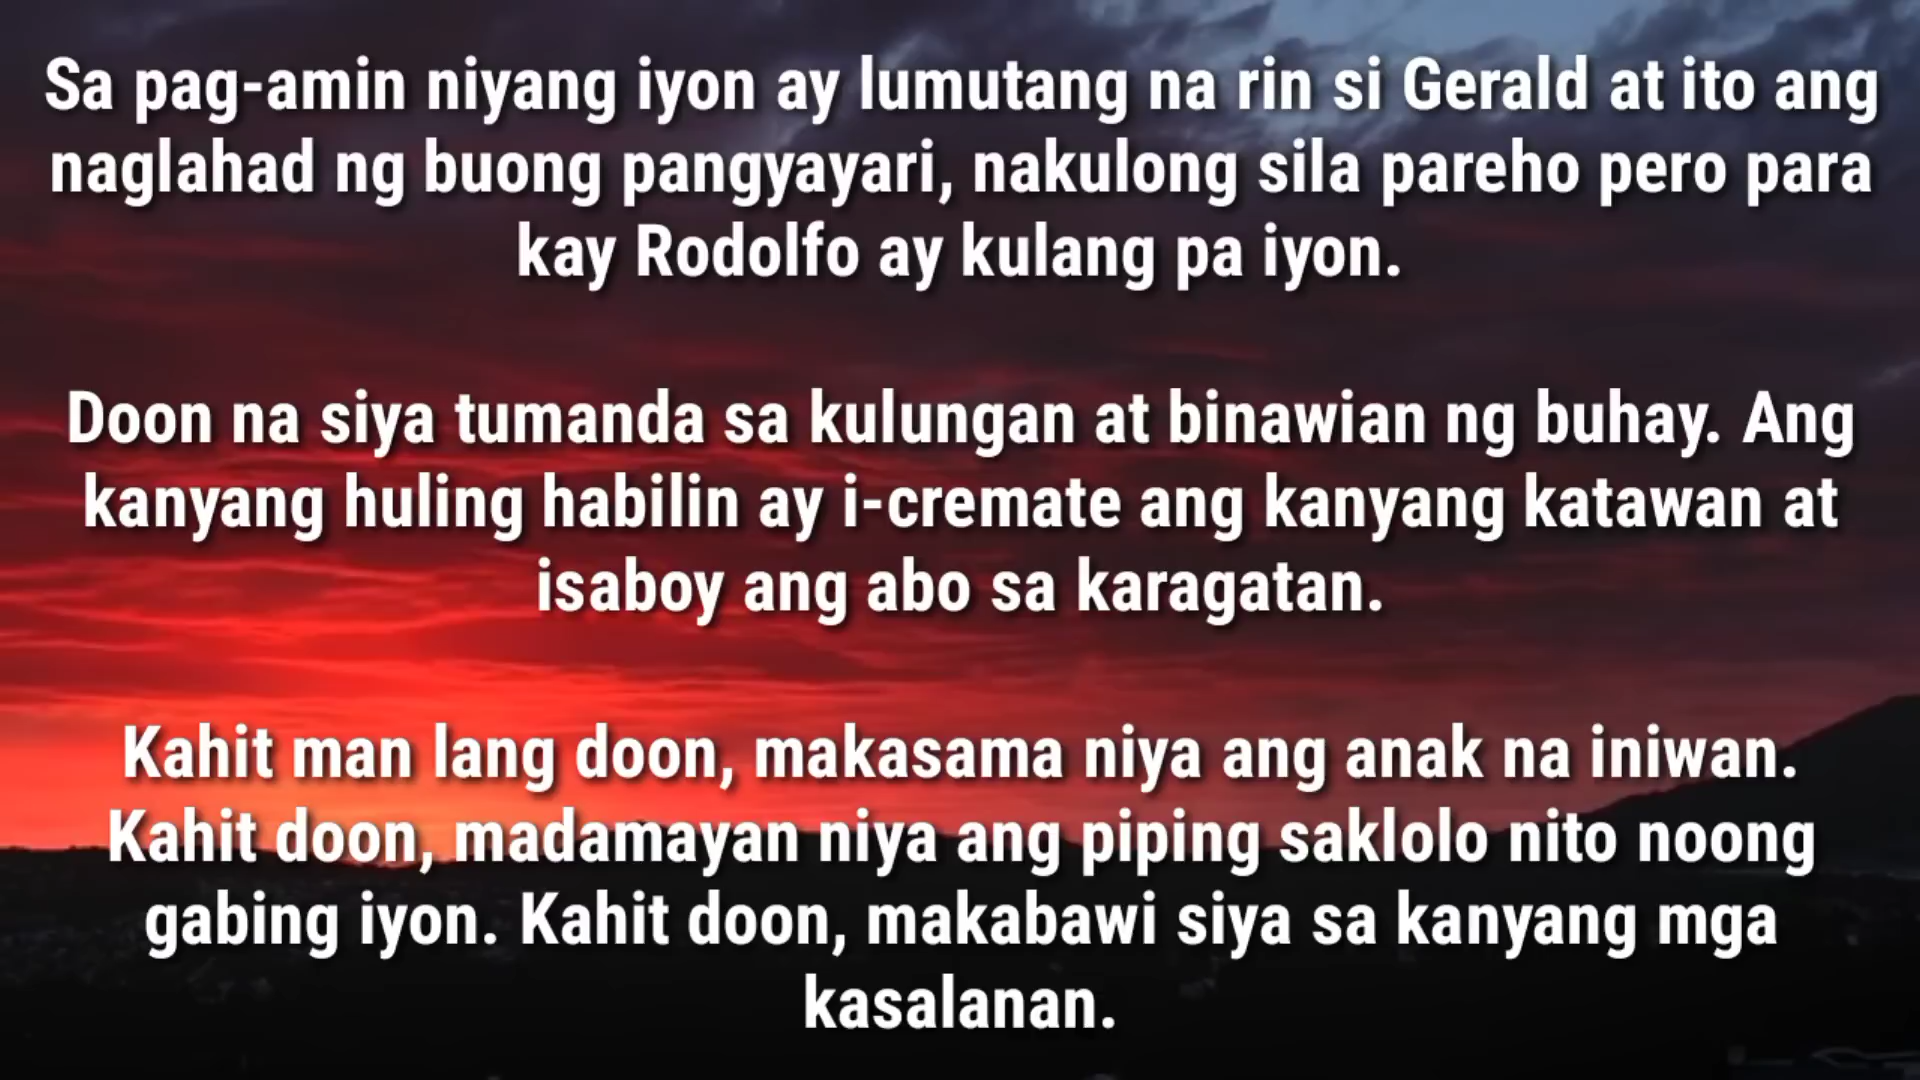 Sa pag-amin niyang iyon ay lumutang na rin si Gerald at ito ang
naglahad ng buong pangyayari, nakulong sila pareho pero para
kay Rodolfo ay kulang pa iyon.
Doon na siya tumanda sa kulungan at binawian ng buhay. Ang
kanyang huling habilin ay i-cremate ang kanyang katawan at
isaboy ang abo sa karagatan.
Kahit man lang doon, makasama niya ang anak na iniwan.
Kahit doon, madamayan niya ang piping saklolo nito noong
gabing iyon. Kahit doon, makabawi siya sa kanyang mga
kasalanan.